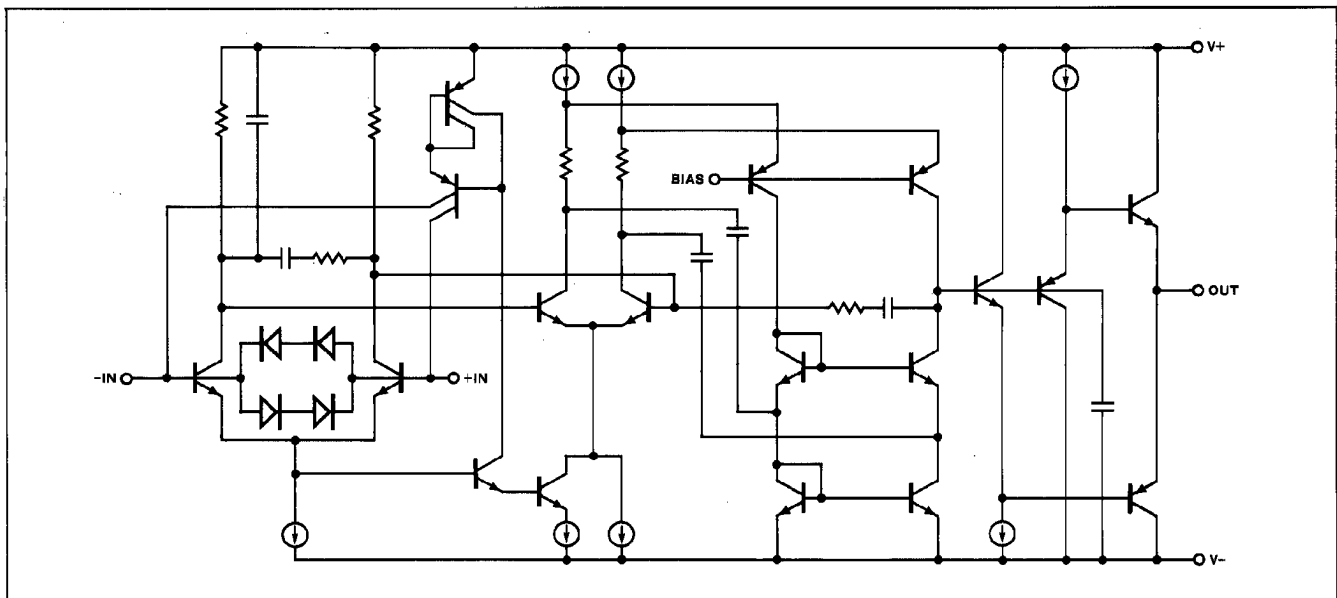 V+
BIAS
OUT
-IN
+IN
V-